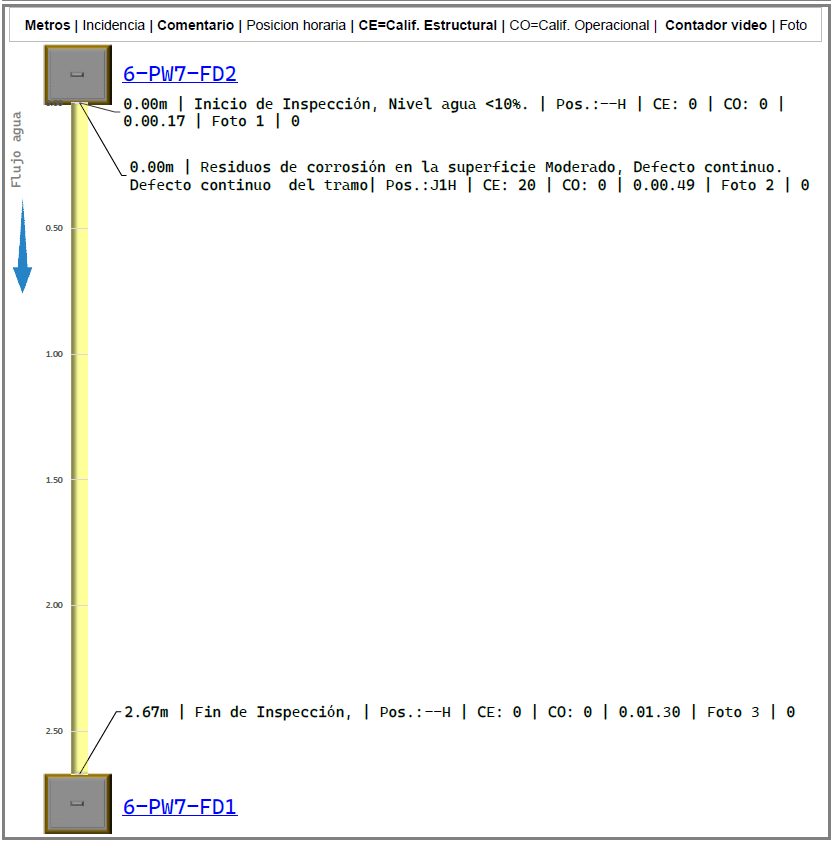 Metros | Incidencia | Comentario | Posicion horaria | CE=Calif. Estructural | CO=Calif. Operacional | Contador video | Foto
6-PW7-FD2
0.00m | Inicio de Inspección, Nivel agua <10%. | Pos.:--H | CE: 0 | CO: 0 |
0.00.17 | Foto 1 | 0
Flujo agua
0.00m | Residuos de corrosión en la superficie Moderado, Defecto continuo.
Defecto continuo del tramo| Pos.:J1H | CE: 20 | CO: 0 | 0.00.49 | Foto 2 | 0
0.50
1.00
1.50
2.00
2.67m | Fin de Inspección, | Pos.:--H | CE: 0 | CO: 0 | 0.01.30 | Foto 3 | 0
2.50
6-PW7-FD1